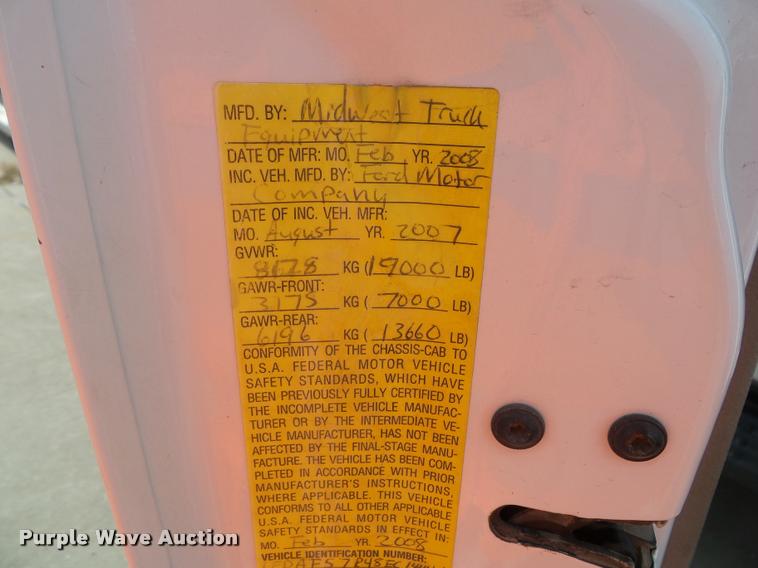 MFD. BY: Midwest Truck
Equipment
DATE OF MFR: MO. Feb YR. 2008
INC. VEH. MFD. BY: Ford Motor
Company
DATE OF INC. VEH. MFR:
MO. August YR. 2007
GVWR:
8628 KG (19000 LB)
GAWR-FRONT:
3175 KG (7000 LB)
GAWR-REAR:
6196 KG (13660 LB)
CONFORMITY OF THE CHASSIS-CAB TO
U.S.A. FEDERAL MOTOR VEHICLE
SAFETY STANDARDS, WHICH HAVE
BEEN PREVIOUSLY FULLY CERTIFIED BY
THE INCOMPLETE VEHICLE MANUFAC-
TURER OR BY THE INTERMEDIATE VE-
HICLE MANUFACTURER, HAS NOT BEEN
AFFECTED BY THE FINAL-STAGE MANU-
FACTURE. THE VEHICLE HAS BEEN COM-
PLETED IN ACCORDANCE WITH PRIOR
MANUFACTURER'S INSTRUCTIONS,
WHERE APPLICABLE. THIS VEHICLE
CONFORMS TO ALL OTHER APPLICABLE
U.S.A. FEDERAL MOTOR VEHICLE
SAFETY STANDARDS IN EFFECT IN:
MO. Feb YR. 2008
VEHICLE IDENTIFICATION NUMBER:
Purple Wave Auction